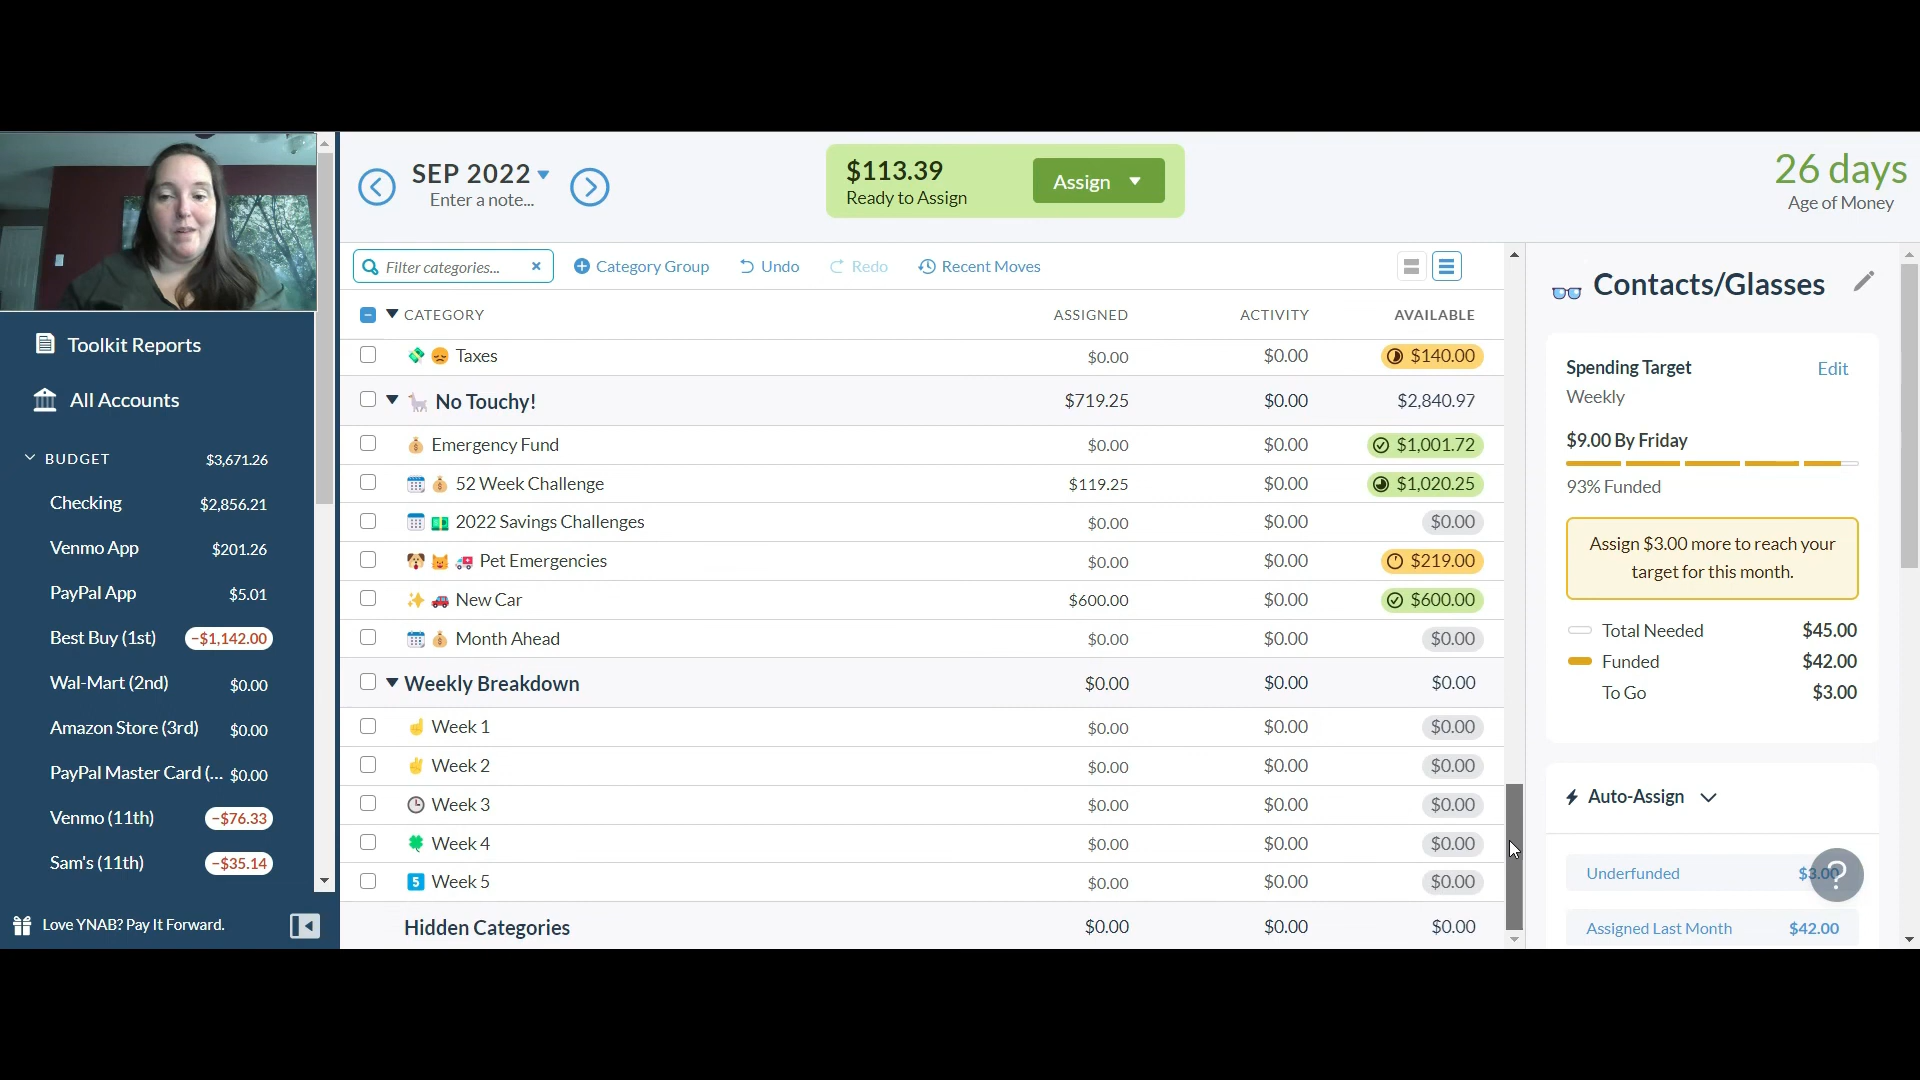 SEP 2022
Enter a note...
$113.39
Ready to Assign
Assign
26 days
Age of Money
Filter categories...
Category Group
Undo
Redo
Recent Moves
CATEGORY ASSIGNED ACTIVITY AVAILABLE
Taxes $0.00 $0.00 $140.00
No Touchy! $719.25 $0.00 $2,840.97
Emergency Fund $0.00 $0.00 $1,001.72
52 Week Challenge $119.25 $0.00 $1,020.25
2022 Savings Challenges $0.00 $0.00 $0.00
Pet Emergencies $0.00 $0.00 $219.00
New Car $600.00 $0.00 $600.00
Month Ahead $0.00 $0.00 $0.00
Weekly Breakdown $0.00 $0.00 $0.00
Week 1 $0.00 $0.00 $0.00
Week 2 $0.00 $0.00 $0.00
Week 3 $0.00 $0.00 $0.00
Week 4 $0.00 $0.00 $0.00
5 Week 5 $0.00 $0.00 $0.00
Hidden Categories $0.00 $0.00 $0.00
Toolkit Reports
All Accounts
BUDGET $3,671.26
Checking $2,856.21
Venmo App $201.26
PayPal App $5.01
Best Buy (1st) −$1,142.00
Wal-Mart (2nd) $0.00
Amazon Store (3rd) $0.00
PayPal Master Card (... $0.00
Venmo (11th) −$76.33
Sam's (11th) −$35.14
Love YNAB? Pay It Forward.
Contacts/Glasses
Spending Target Edit
Weekly
$9.00 By Friday
93% Funded
Assign $3.00 more to reach your
target for this month.
Total Needed $45.00
Funded $42.00
To Go $3.00
Auto-Assign
Underfunded $3.00
?
Assigned Last Month $42.00